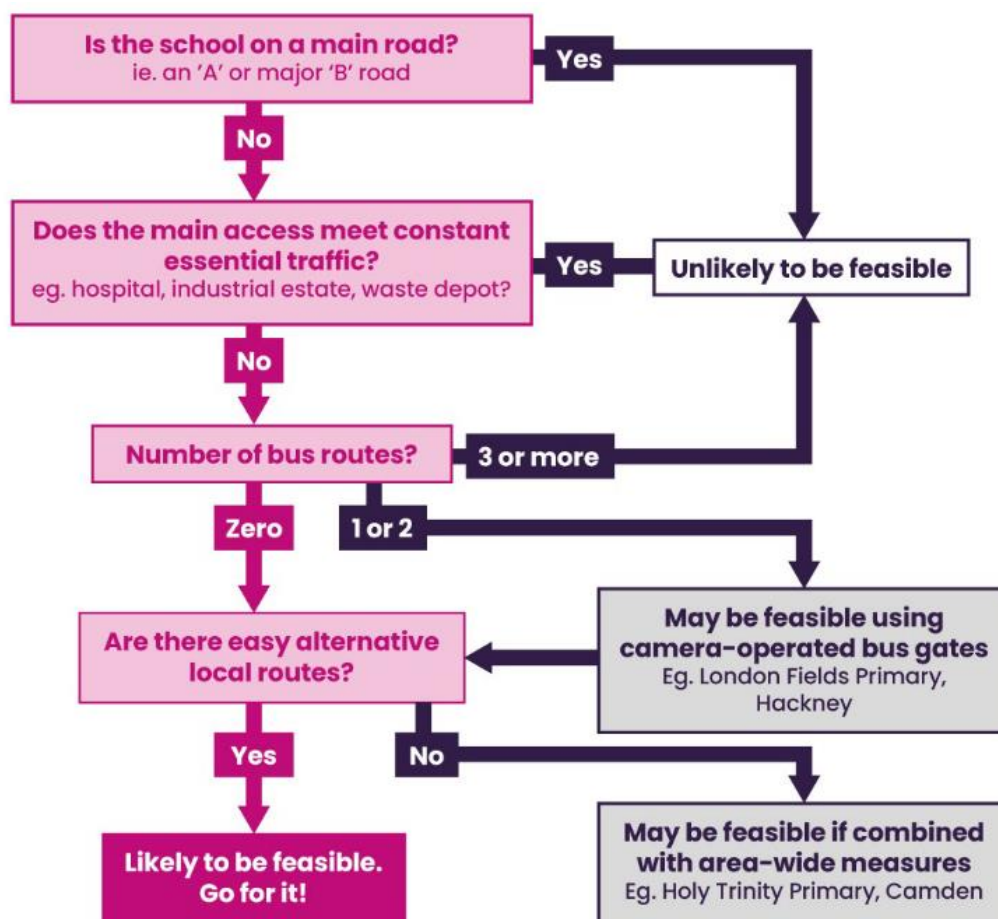 Is the school on a main road?
ie. an ‘A’ or major ‘B’ road
Yes
No
Does the main access meet constant
essential traffic?
eg. hospital, industrial estate, waste depot?
Yes
Unlikely to be feasible
No
Number of bus routes?
3 or more
Zero
1 or 2
May be feasible using
camera-operated bus gates
Eg. London Fields Primary,
Hackney
Are there easy alternative
local routes?
Yes
No
Likely to be feasible.
Go for it!
May be feasible if combined
with area-wide measures
Eg. Holy Trinity Primary, Camden